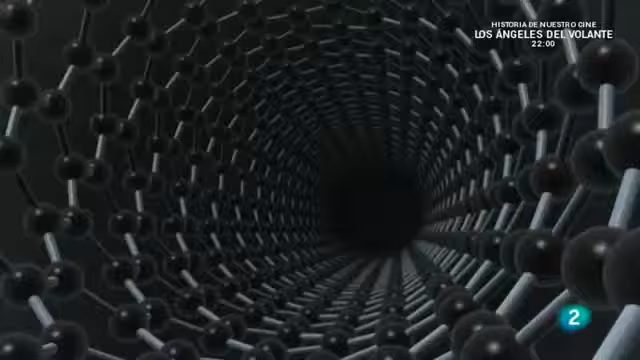 HISTORIA DE NUESTRO CINE
LOS ÁNGELES DEL VOLANTE
22:00
2